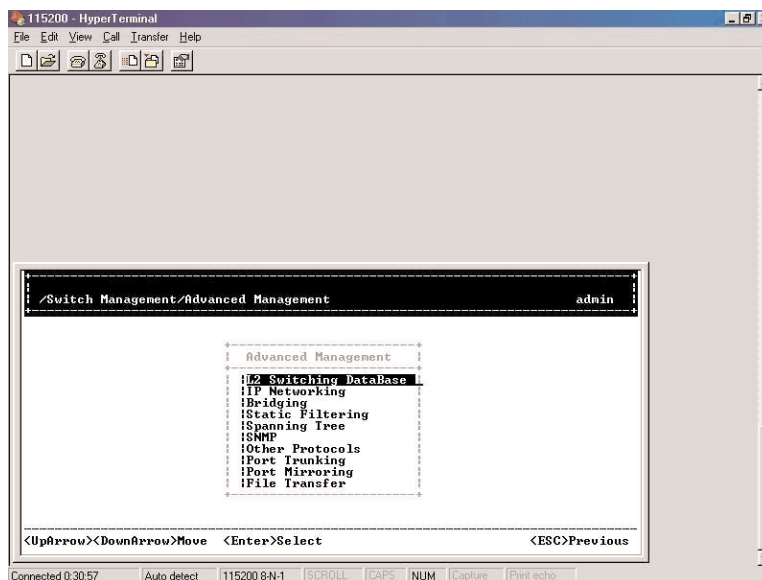 115200 - HyperTerminal
File Edit View Call Transfer Help
/Switch Management/Advanced Management admin
Advanced Management
L2 Switching DataBase
IP Networking
Bridging
Static Filtering
Spanning Tree
SNMP
Other Protocols
Port Trunking
Port Mirroring
File Transfer
<UpArrow><DownArrow>Move <Enter>Select <ESC>Previous
Connected 0:30:57 Auto detect 115200 8-N-1 SCROLL CAPS NUM Capture Print echo